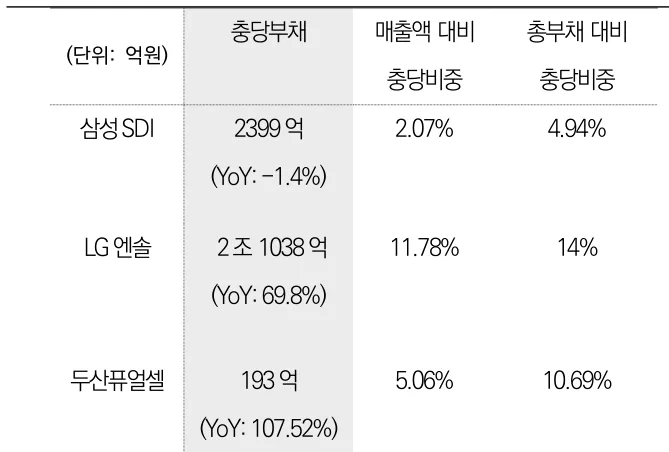 (단위: 억원) 충당부채 매출액 대비 충당비중 총부채 대비 충당비중
삼성 SDI 2399 억 2.07% 4.94%
(YoY: -1.4%)
LG 엔솔 2 조 1038 억 11.78% 14%
(YoY: 69.8%)
두산퓨얼셀 193 억 5.06% 10.69%
(YoY: 107.52%)